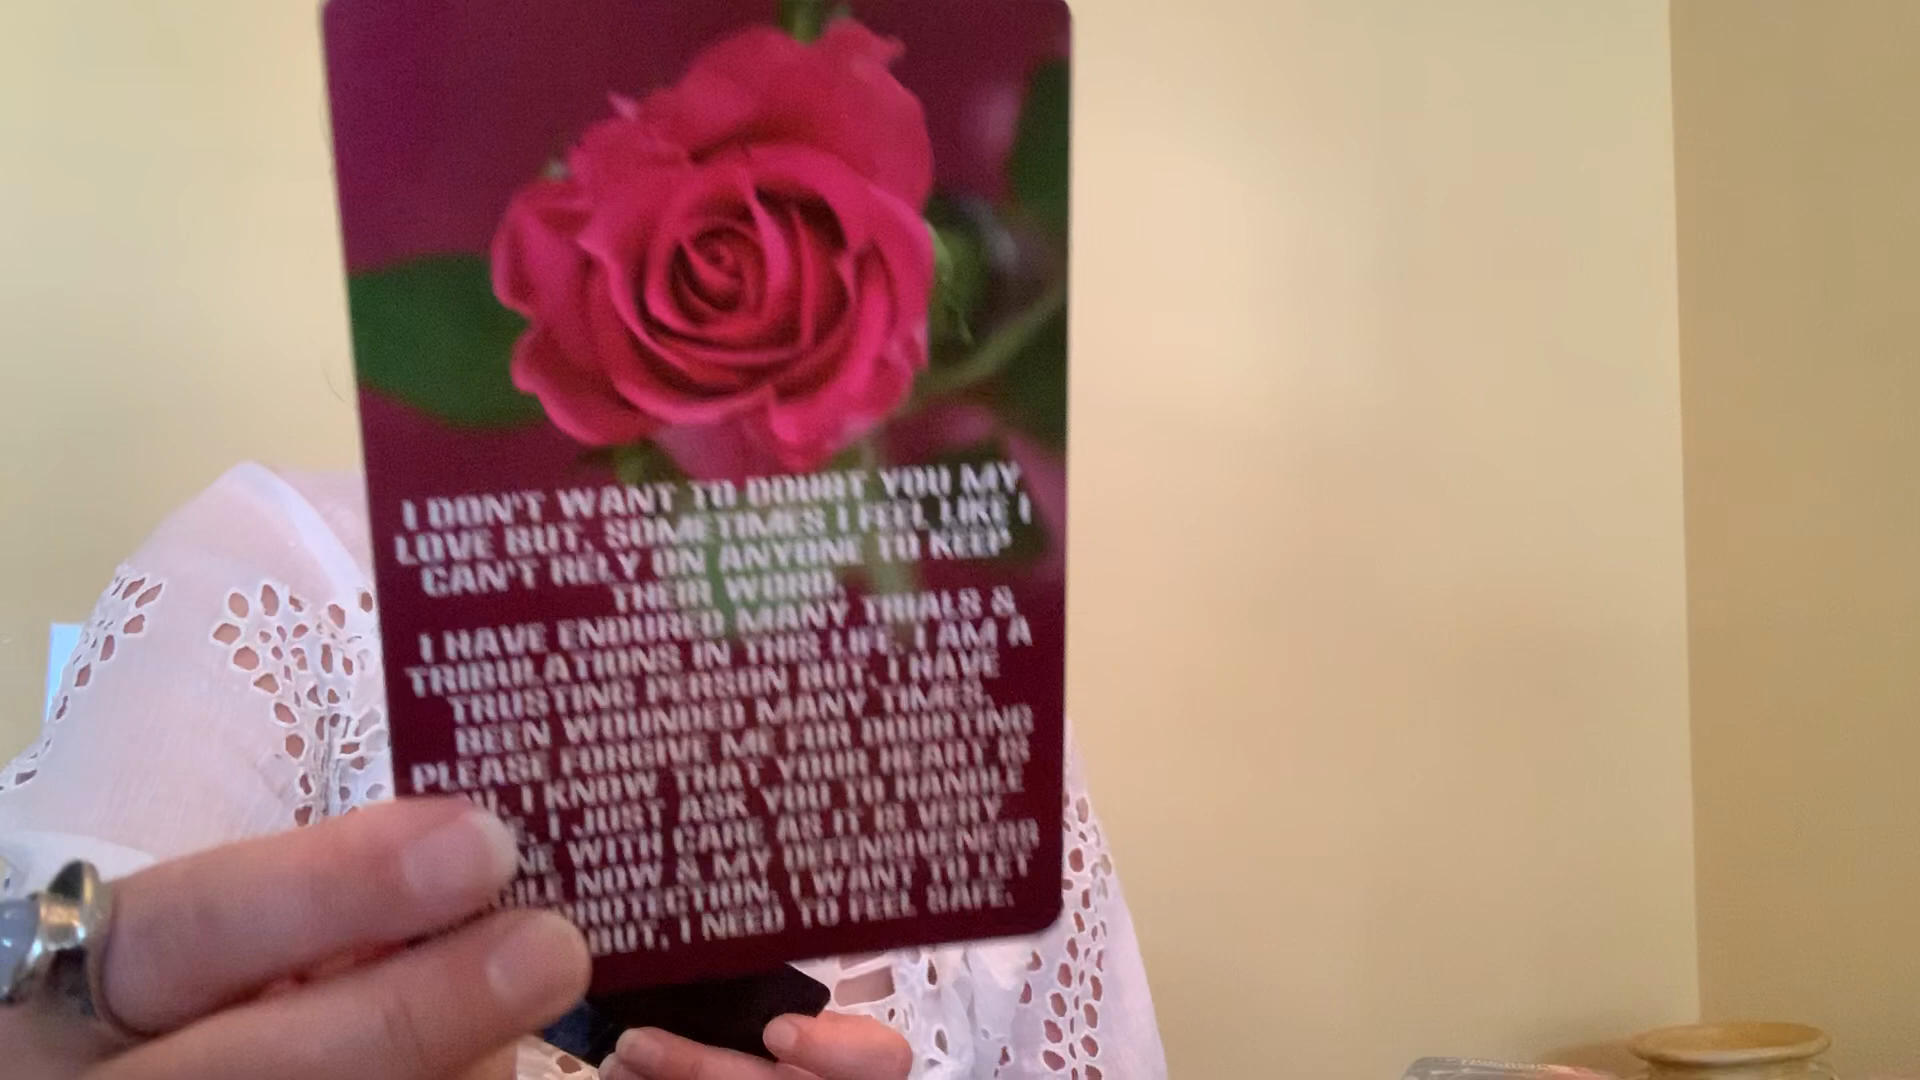 I DON'T WANT TO DOUBT YOU MY
LOVE BUT, SOMETIMES I FEEL LIKE I
CAN'T RELY ON ANYONE TO KEEP
THEIR WORD.
I HAVE ENDURED MANY TRIALS &
TRIBULATIONS IN THIS LIFE. I AM A
TRUSTING PERSON BUT, I HAVE
BEEN WOUNDED MANY TIMES.
PLEASE FORGIVE ME FOR DOUBTING
I KNOW THAT YOUR HEART IS
I JUST ASK YOU TO HANDLE
WITH CARE AS IT IS VERY
NOW & MY DEFENSIVENESS
PROTECTION. I WANT TO LET
BUT, I NEED TO FEEL SAFE.